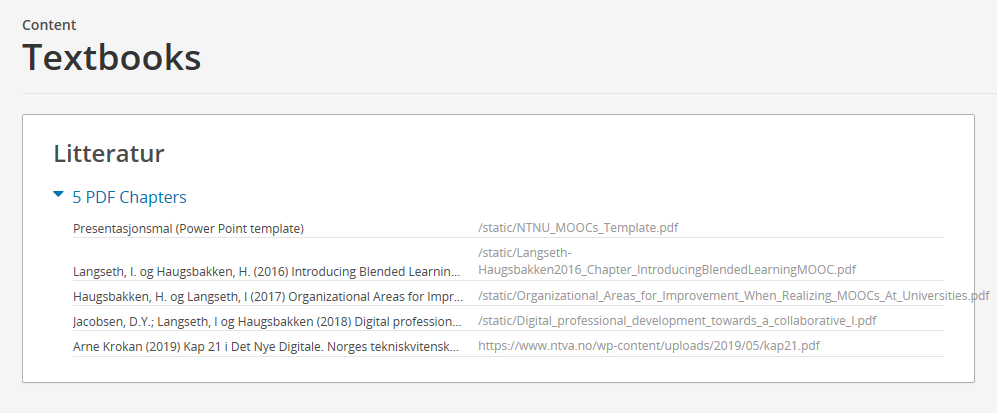 Content
Textbooks
Litteratur
5 PDF Chapters
Presentasjonsmal (Power Point template) /static/NTNU_MOOCs_Template.pdf
/static/Langseth-
Langseth, I. og Haugsbakken, H. (2016) Introducing Blended Learnin... Haugsbakken2016_Chapter_IntroducingBlendedLearningMOOC.pdf
Haugsbakken, H. og Langseth, I (2017) Organizational Areas for Impr... /static/Organizational_Areas_for_Improvement_When_Realizing_MOOCs_At_Universities.pdf
Jacobsen, D.Y.; Langseth, I og Haugsbakken (2018) Digital profession... /static/Digital_professional_development_towards_a_collaborative_l.pdf
Arne Krokan (2019) Kap 21 i Det Nye Digitale. Norges tekniskvitensk... https://www.ntva.no/wp-content/uploads/2019/05/kap21.pdf